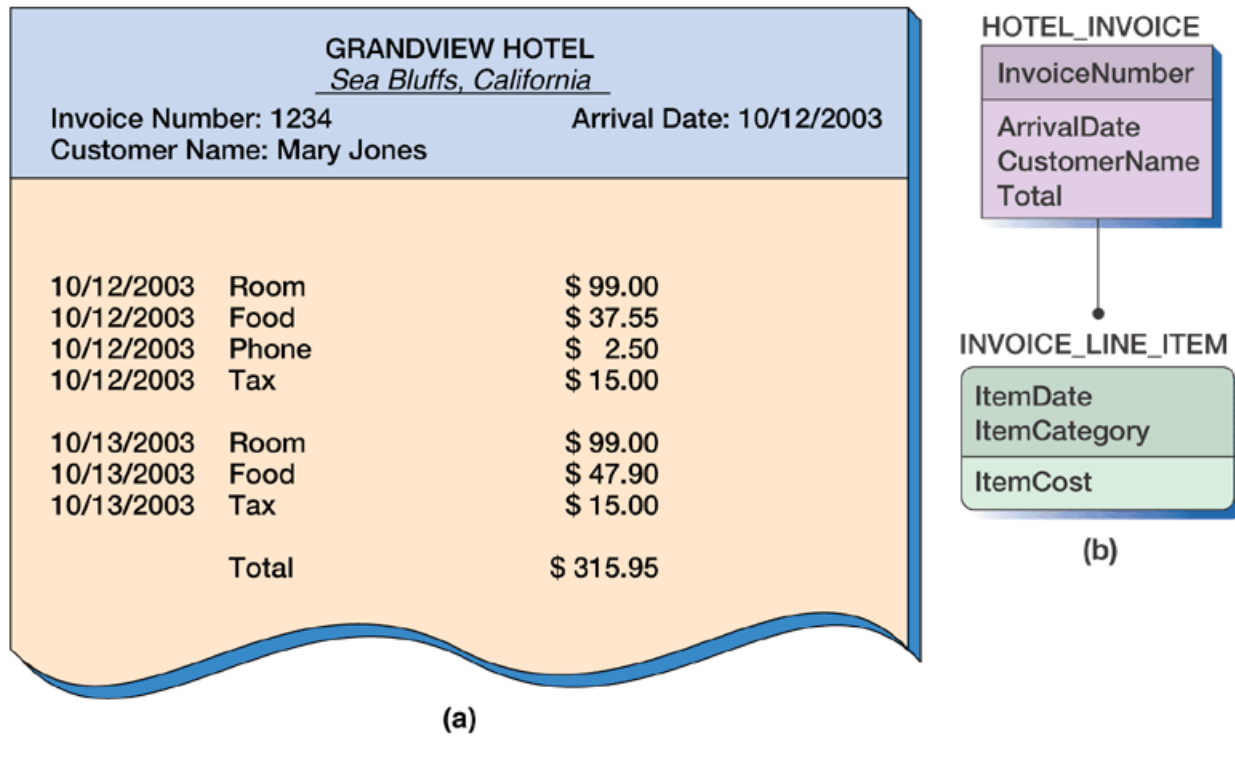 GRANDVIEW HOTEL
Sea Bluffs, California
Invoice Number: 1234 Arrival Date: 10/12/2003
Customer Name: Mary Jones
10/12/2003 Room $ 99.00
10/12/2003 Food $ 37.55
10/12/2003 Phone $ 2.50
10/12/2003 Tax $ 15.00
10/13/2003 Room $ 99.00
10/13/2003 Food $ 47.90
10/13/2003 Tax $ 15.00
Total $ 315.95
(a)
HOTEL_INVOICE
InvoiceNumber
ArrivalDate
CustomerName
Total
INVOICE_LINE_ITEM
ItemDate
ItemCategory
ItemCost
(b)